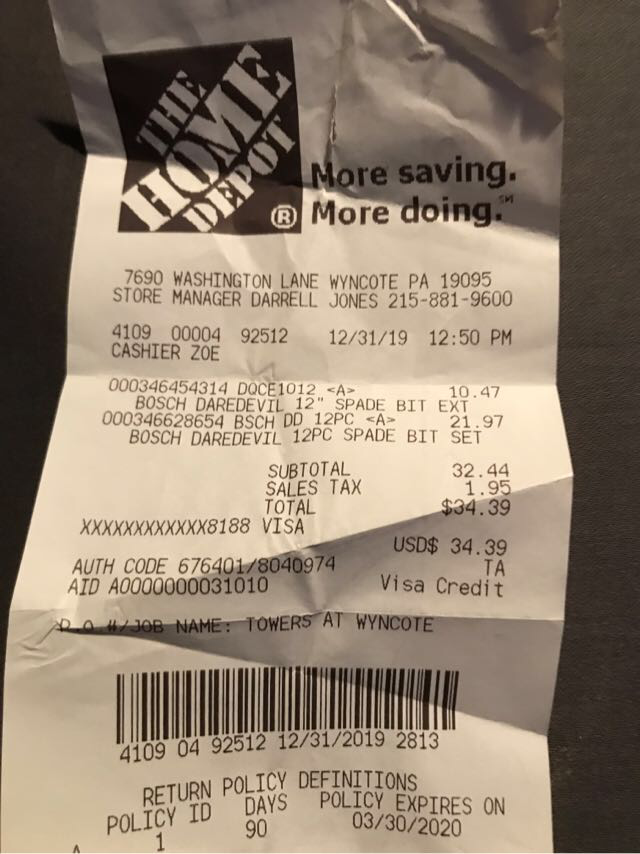 THE
HOME
DEPOT
®
More saving.
More doing.℠
7690 WASHINGTON LANE WYNCOTE PA 19095
STORE MANAGER DARRELL JONES 215-881-9600
4109 00004 92512 12/31/19 12:50 PM
CASHIER ZOE
000346454314 DQCE1012 <A> 10.47
BOSCH DAREDEVIL 12" SPADE BIT EXT
000346628654 BSCH DD 12PC <A> 21.97
BOSCH DAREDEVIL 12PC SPADE BIT SET
SUBTOTAL 32.44
SALES TAX 1.95
TOTAL $34.39
XXXXXXXXXXXX8188 VISA
USD$ 34.39
AUTH CODE 676401/8040974 TA
AID A0000000031010 Visa Credit
P.O.#/JOB NAME: TOWERS AT WYNCOTE
4109 04 92512 12/31/2019 2813
RETURN POLICY DEFINITIONS
POLICY ID DAYS POLICY EXPIRES ON
1 90 03/30/2020